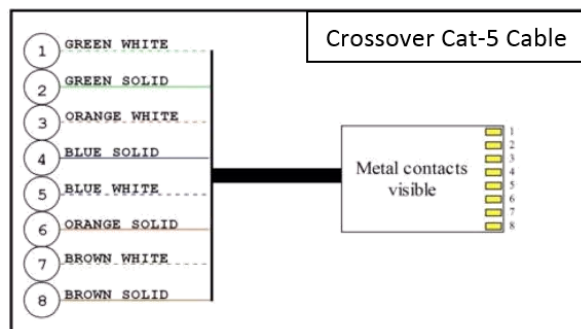 Crossover Cat-5 Cable
1 GREEN WHITE
2 GREEN SOLID
3 ORANGE WHITE
4 BLUE SOLID
5 BLUE WHITE
6 ORANGE SOLID
7 BROWN WHITE
8 BROWN SOLID
Metal contacts
visible
1
2
3
4
5
6
7
8